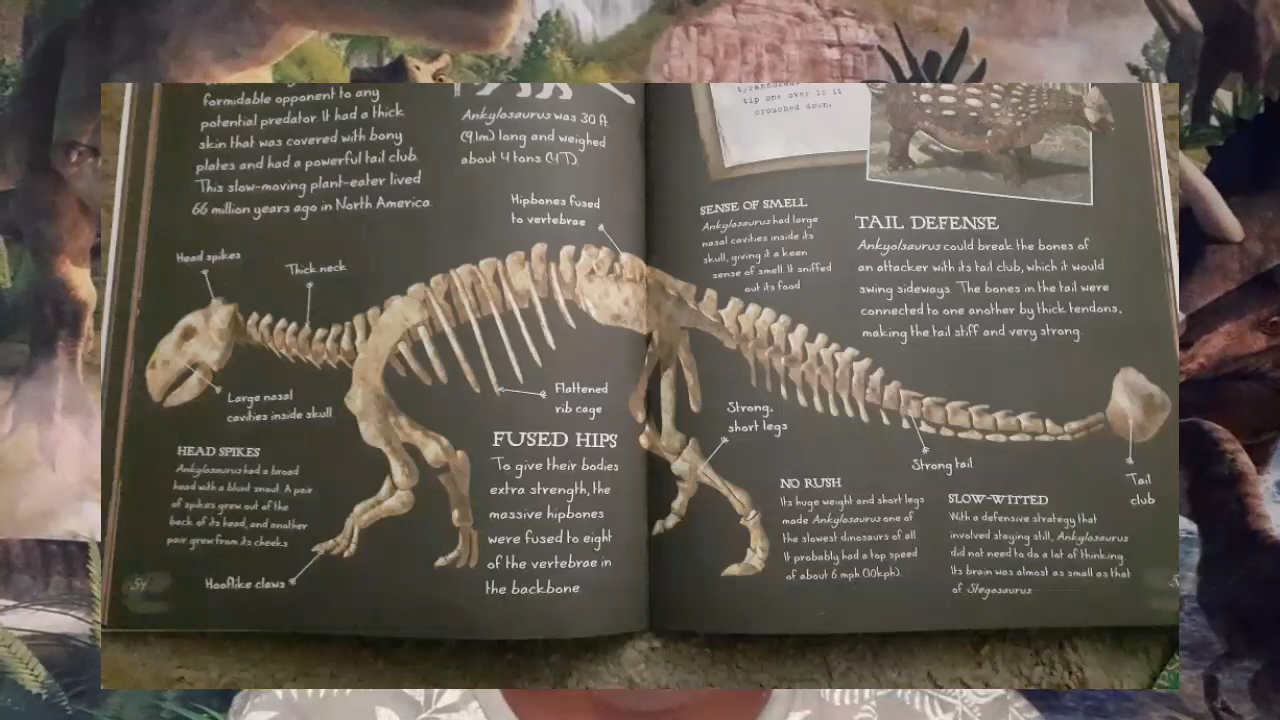 formidable opponent to any
potential predator. It had a thick
skin that was covered with bony
plates and had a powerful tail club.
This slow-moving plant-eater lived
66 million years ago in North America.
Ankylosaurus was 30 ft
(9.1m) long and weighed
about 4 tons (4T).
tip one over if it
crouched down.
Hipbones fused
to vertebrae
Head spikes
Thick neck
Large nasal
cavities inside skull
Flattened
rib cage
HEAD SPIKES
Ankylosaurus had a broad
head with a blunt snout. A pair
of spikes grew out of the
back of its head, and another
pair grew from its cheeks
Hooflike claws
54
FUSED HIPS
To give their bodies
extra strength, the
massive hipbones
were fused to eight
of the vertebrae in
the backbone
SENSE OF SMELL
Ankylosaurus had large
nasal cavities inside its
skull, giving it a keen
sense of smell. It sniffed
out its food
TAIL DEFENSE
Ankyolsaurus could break the bones of
an attacker with its tail club, which it would
swing sideways. The bones in the tail were
connected to one another by thick tendons,
making the tail stiff and very strong.
Strong,
short legs
Strong tail
Tail
club
NO RUSH
Its huge weight and short legs
made Ankylosaurus one of
the slowest dinosaurs of all
It probably had a top speed
of about 6 mph (10kph).
SLOW-WITTED
With a defensive strategy that
involved staying still, Ankylosaurus
did not need to do a lot of thinking
Its brain was almost as small as that
of Stegosaurus